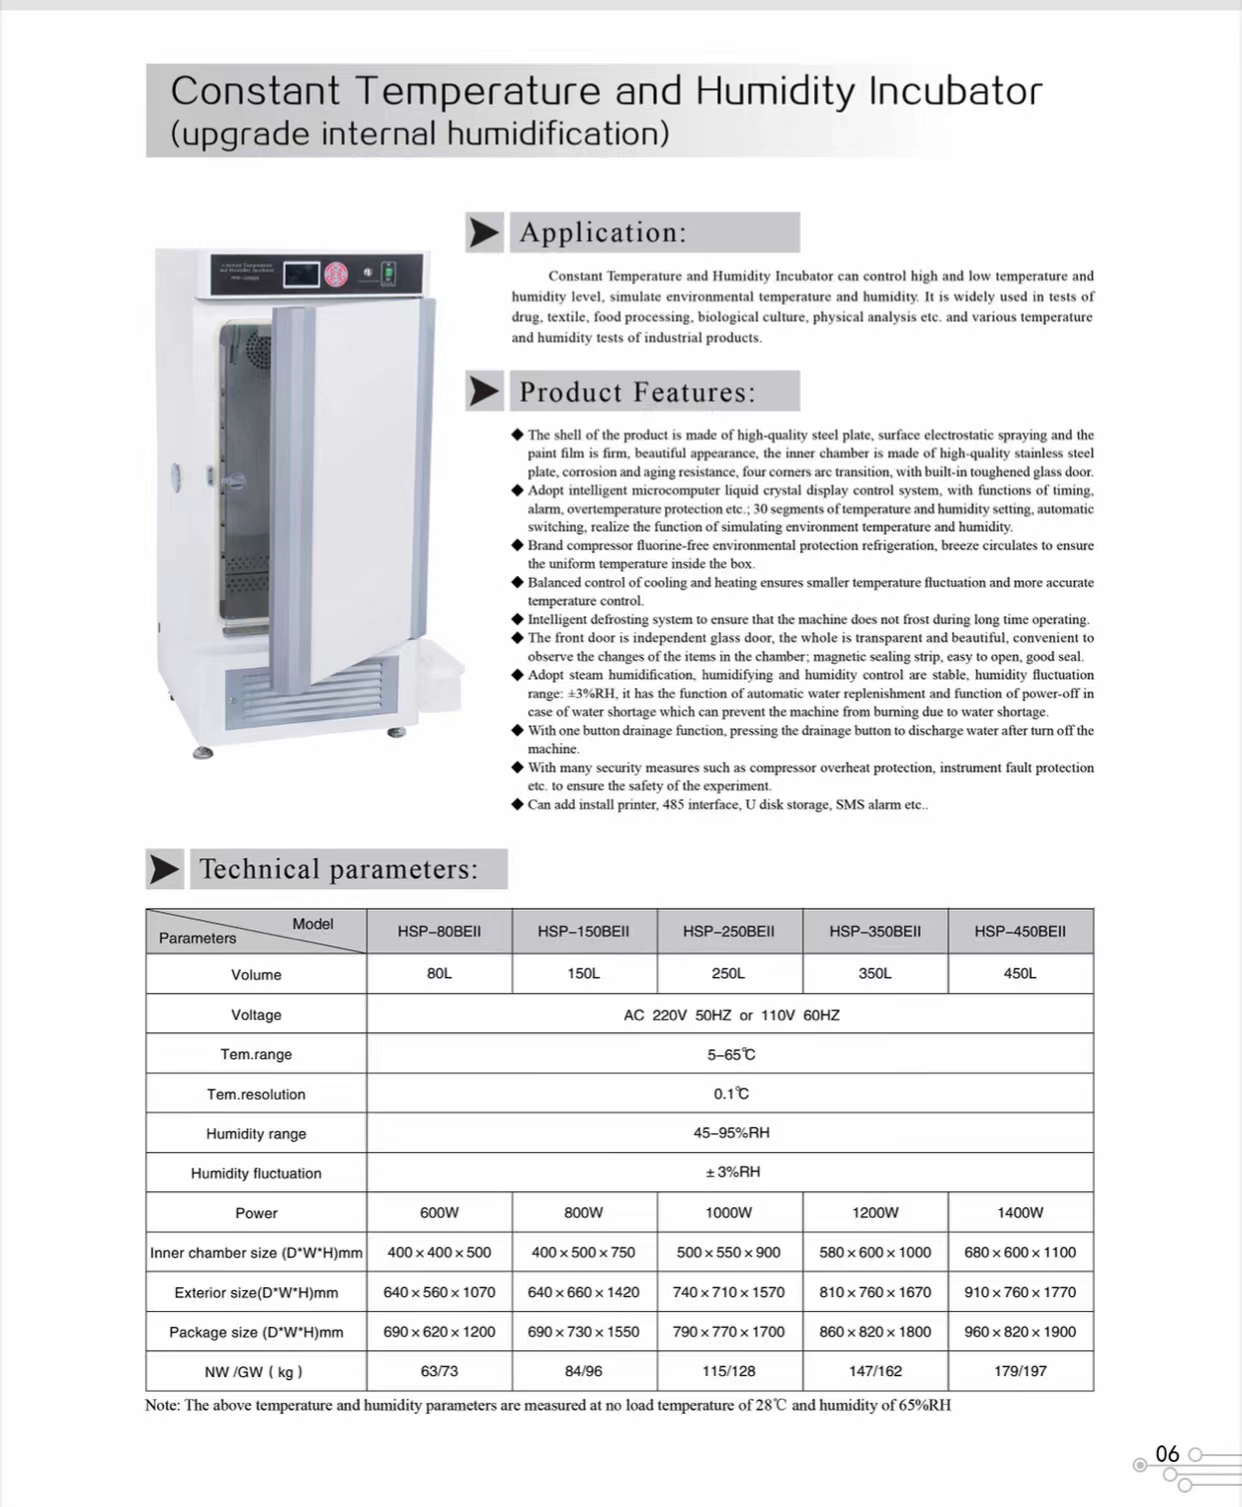 Constant Temperature and Humidity Incubator
(upgrade internal humidification)
Constant Temperature
and Humidity Incubator
Application:
Constant Temperature and Humidity Incubator can control high and low temperature and
humidity level, simulate environmental temperature and humidity. It is widely used in tests of
drug, textile, food processing, biological culture, physical analysis etc. and various temperature
and humidity tests of industrial products.
Product Features:
◆ The shell of the product is made of high-quality steel plate, surface electrostatic spraying and the
paint film is firm, beautiful appearance, the inner chamber is made of high-quality stainless steel
plate, corrosion and aging resistance, four corners arc transition, with built-in toughened glass door.
◆ Adopt intelligent microcomputer liquid crystal display control system, with functions of timing,
alarm, overtemperature protection etc.; 30 segments of temperature and humidity setting, automatic
switching, realize the function of simulating environment temperature and humidity.
◆ Brand compressor fluorine-free environmental protection refrigeration, breeze circulates to ensure
the uniform temperature inside the box.
◆ Balanced control of cooling and heating ensures smaller temperature fluctuation and more accurate
temperature control.
◆ Intelligent defrosting system to ensure that the machine does not frost during long time operating.
◆ The front door is independent glass door, the whole is transparent and beautiful, convenient to
observe the changes of the items in the chamber; magnetic sealing strip, easy to open, good seal.
◆ Adopt steam humidification, humidifying and humidity control are stable, humidity fluctuation
range: ±3%RH, it has the function of automatic water replenishment and function of power-off in
case of water shortage which can prevent the machine from burning due to water shortage.
◆ With one button drainage function, pressing the drainage button to discharge water after turn off the
machine.
◆ With many security measures such as compressor overheat protection, instrument fault protection
etc. to ensure the safety of the experiment.
◆ Can add install printer, 485 interface, U disk storage, SMS alarm etc..
Technical parameters:
Parameters Model HSP-80BEII HSP-150BEII HSP-250BEII HSP-350BEII HSP-450BEII
Volume 80L 150L 250L 350L 450L
Voltage AC 220V 50HZ or 110V 60HZ
Tem.range 5-65℃
Tem.resolution 0.1℃
Humidity range 45-95%RH
Humidity fluctuation ±3%RH
Power 600W 800W 1000W 1200W 1400W
Inner chamber size (D*W*H)mm 400×400×500 400×500×750 500×550×900 580×600×1000 680×600×1100
Exterior size(D*W*H)mm 640×560×1070 640×660×1420 740×710×1570 810×760×1670 910×760×1770
Package size (D*W*H)mm 690×620×1200 690×730×1550 790×770×1700 860×820×1800 960×820×1900
NW /GW ( kg ) 63/73 84/96 115/128 147/162 179/197
Note: The above temperature and humidity parameters are measured at no load temperature of 28℃ and humidity of 65%RH
06